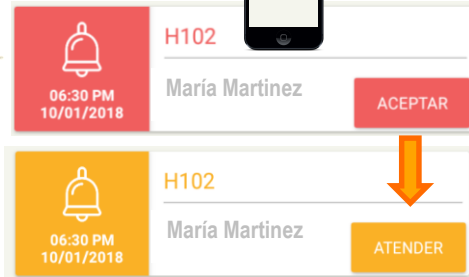 H102
María Martinez
06:30 PM
10/01/2018
ACEPTAR
H102
María Martinez
06:30 PM
10/01/2018
ATENDER